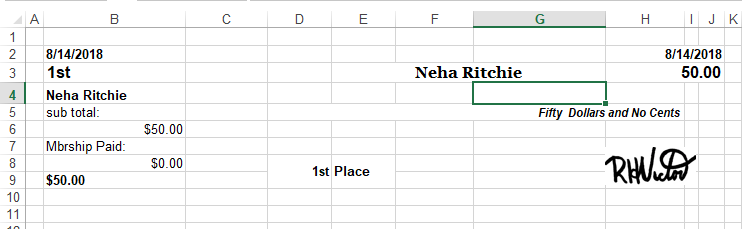 A B C D E F G H I J K
1
2 8/14/2018 8/14/2018
3 1st Neha Ritchie 50.00
4 Neha Ritchie
5 sub total: Fifty Dollars and No Cents
6 $50.00
7 Mbrship Paid:
8 $0.00
1st Place
9 $50.00
10
11